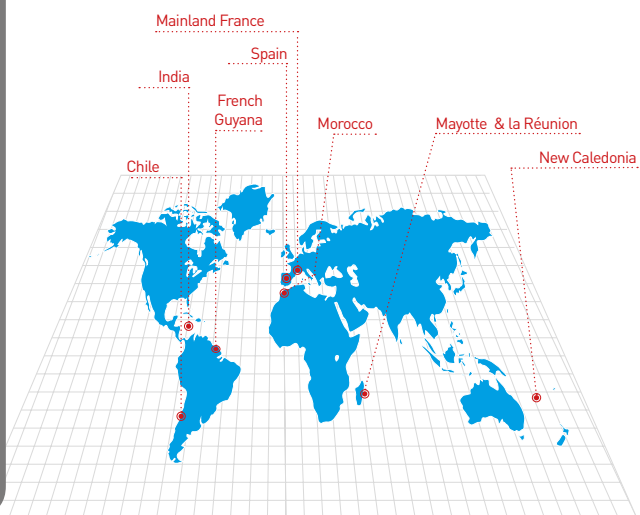 Mainland France
Spain
India
French
Guyana
Morocco
Mayotte & la Réunion
New Caledonia
Chile